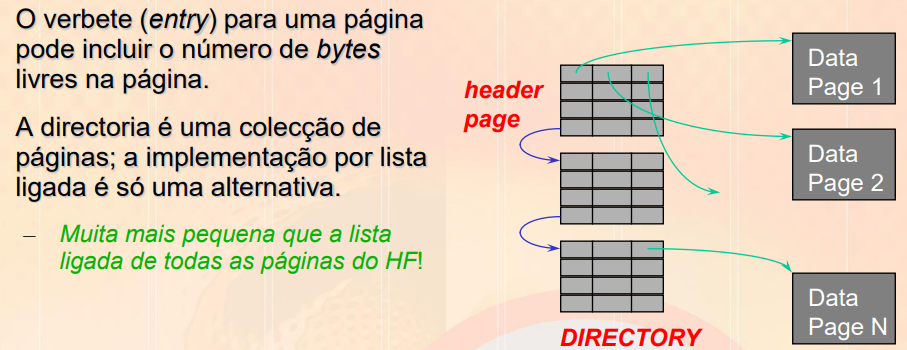 O verbete (entry) para uma página
pode incluir o número de bytes
livres na página.
A directoria é uma colecção de
páginas; a implementação por lista
ligada é só uma alternativa.
– Muita mais pequena que a lista
ligada de todas as páginas do HF!
header
page
Data
Page 1
Data
Page 2
Data
Page N
DIRECTORY